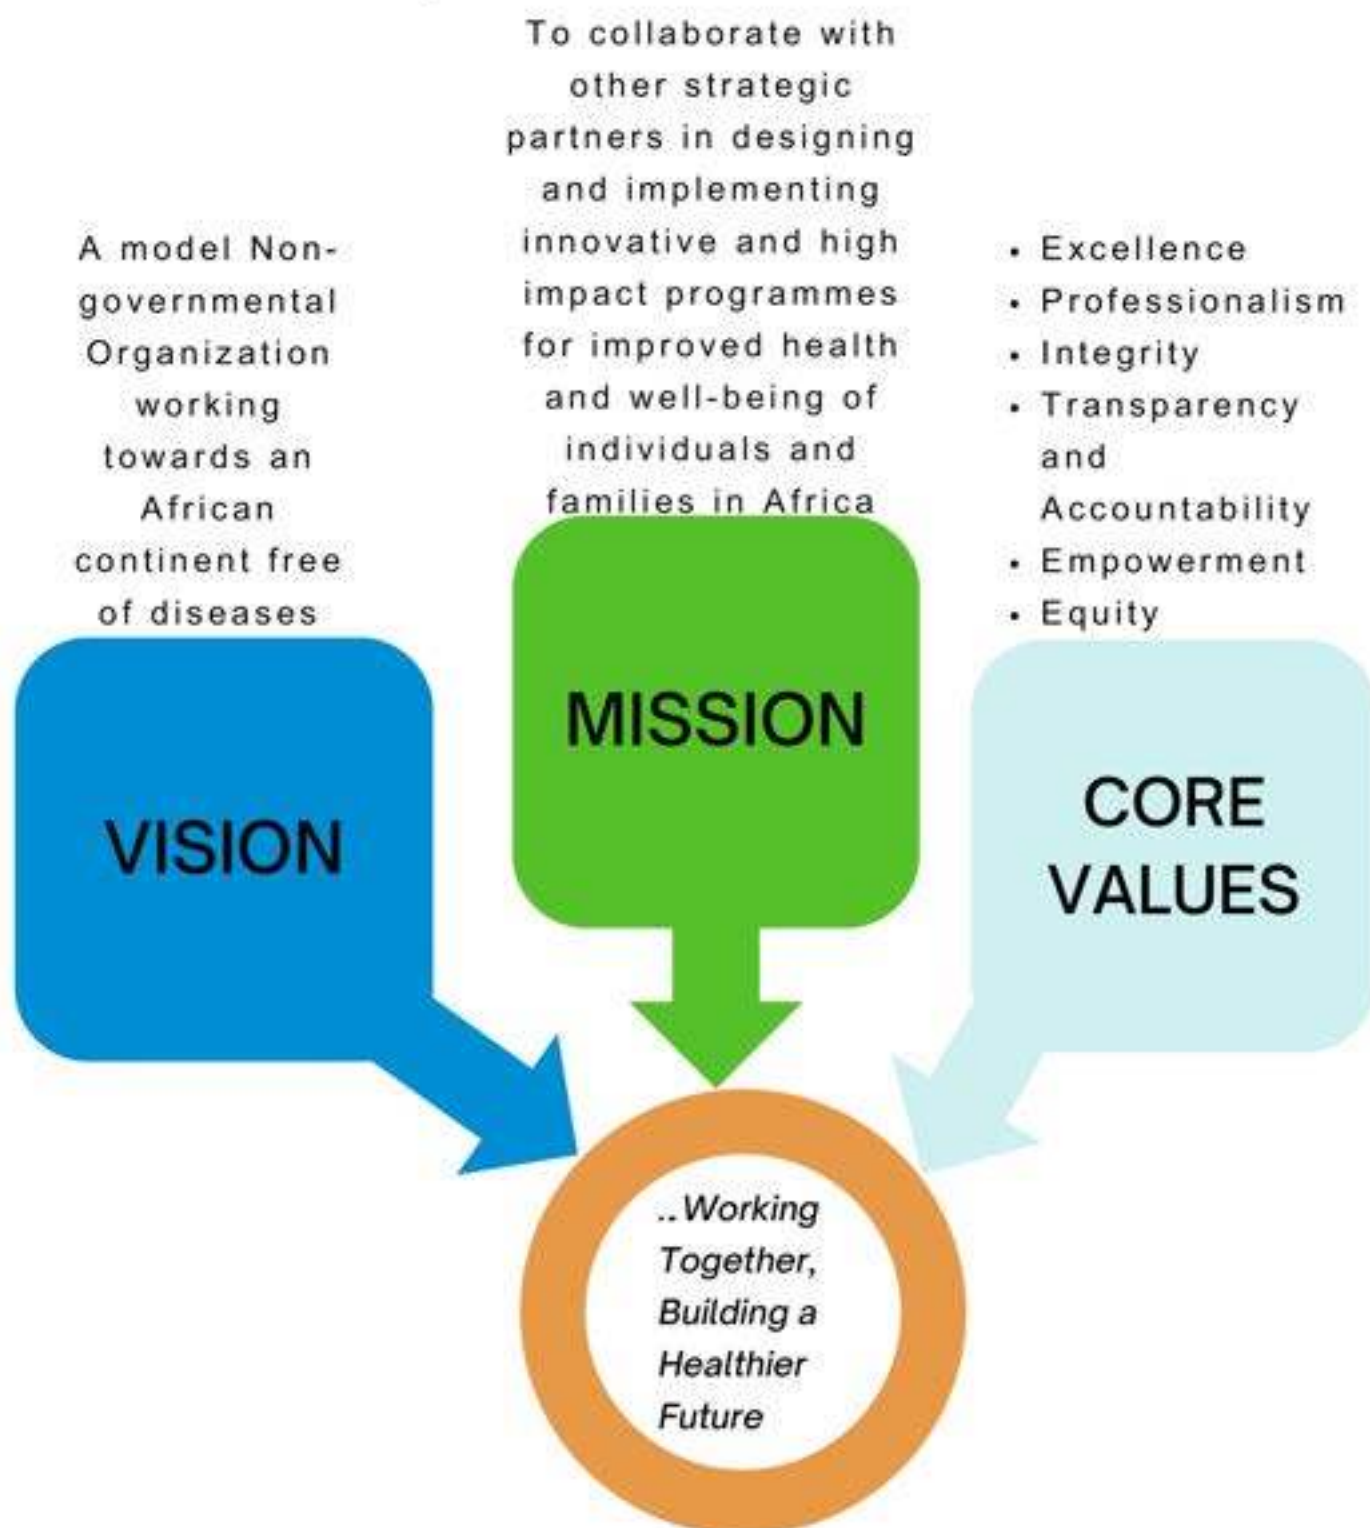 To collaborate with
other strategic
partners in designing
and implementing
innovative and high
impact programmes
for improved health
and well-being of
individuals and
families in Africa
A model Non-
governmental
Organization
working
towards an
African
continent free
of diseases
• Excellence
• Professionalism
• Integrity
• Transparency
and
Accountability
• Empowerment
• Equity
VISION
MISSION
CORE
VALUES
..Working
Together,
Building a
Healthier
Future